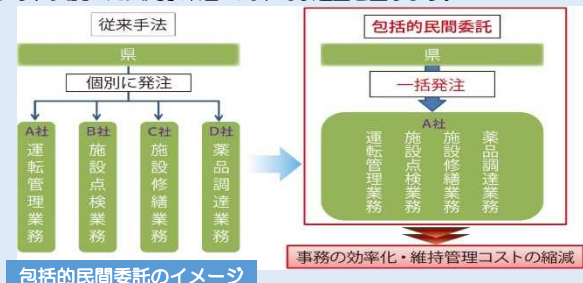 従来手法
県
個別に発注
A社
運転管理業務
B社
施設点検業務
C社
施設修繕業務
D社
薬品調達業務
包括的民間委託
県
一括発注
A社
運転管理業務
施設点検業務
施設修繕業務
薬品調達業務
事務の効率化・維持管理コストの縮減
包括的民間委託のイメージ